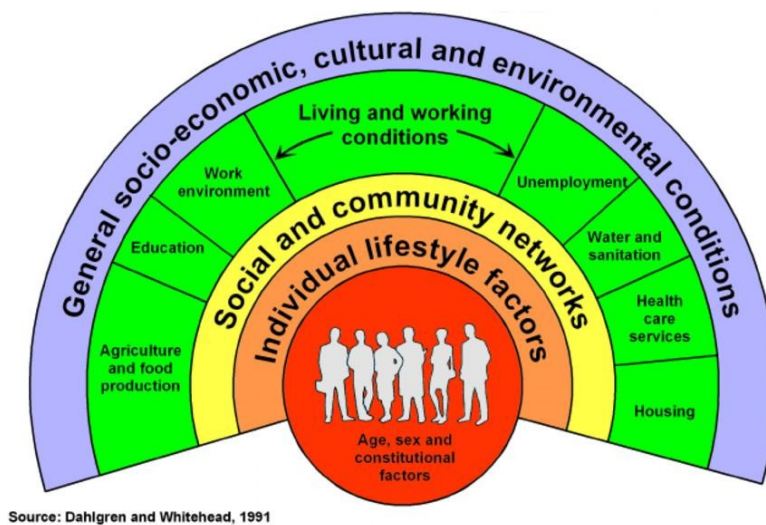 General socio-economic, cultural and environmental conditions
Living and working
conditions
Work
environment
Unemployment
Education
Water and
sanitation
Agriculture
and food
production
Health
care
services
Housing
Social and community networks
Individual lifestyle factors
Age, sex and
constitutional
factors
Source: Dahlgren and Whitehead, 1991